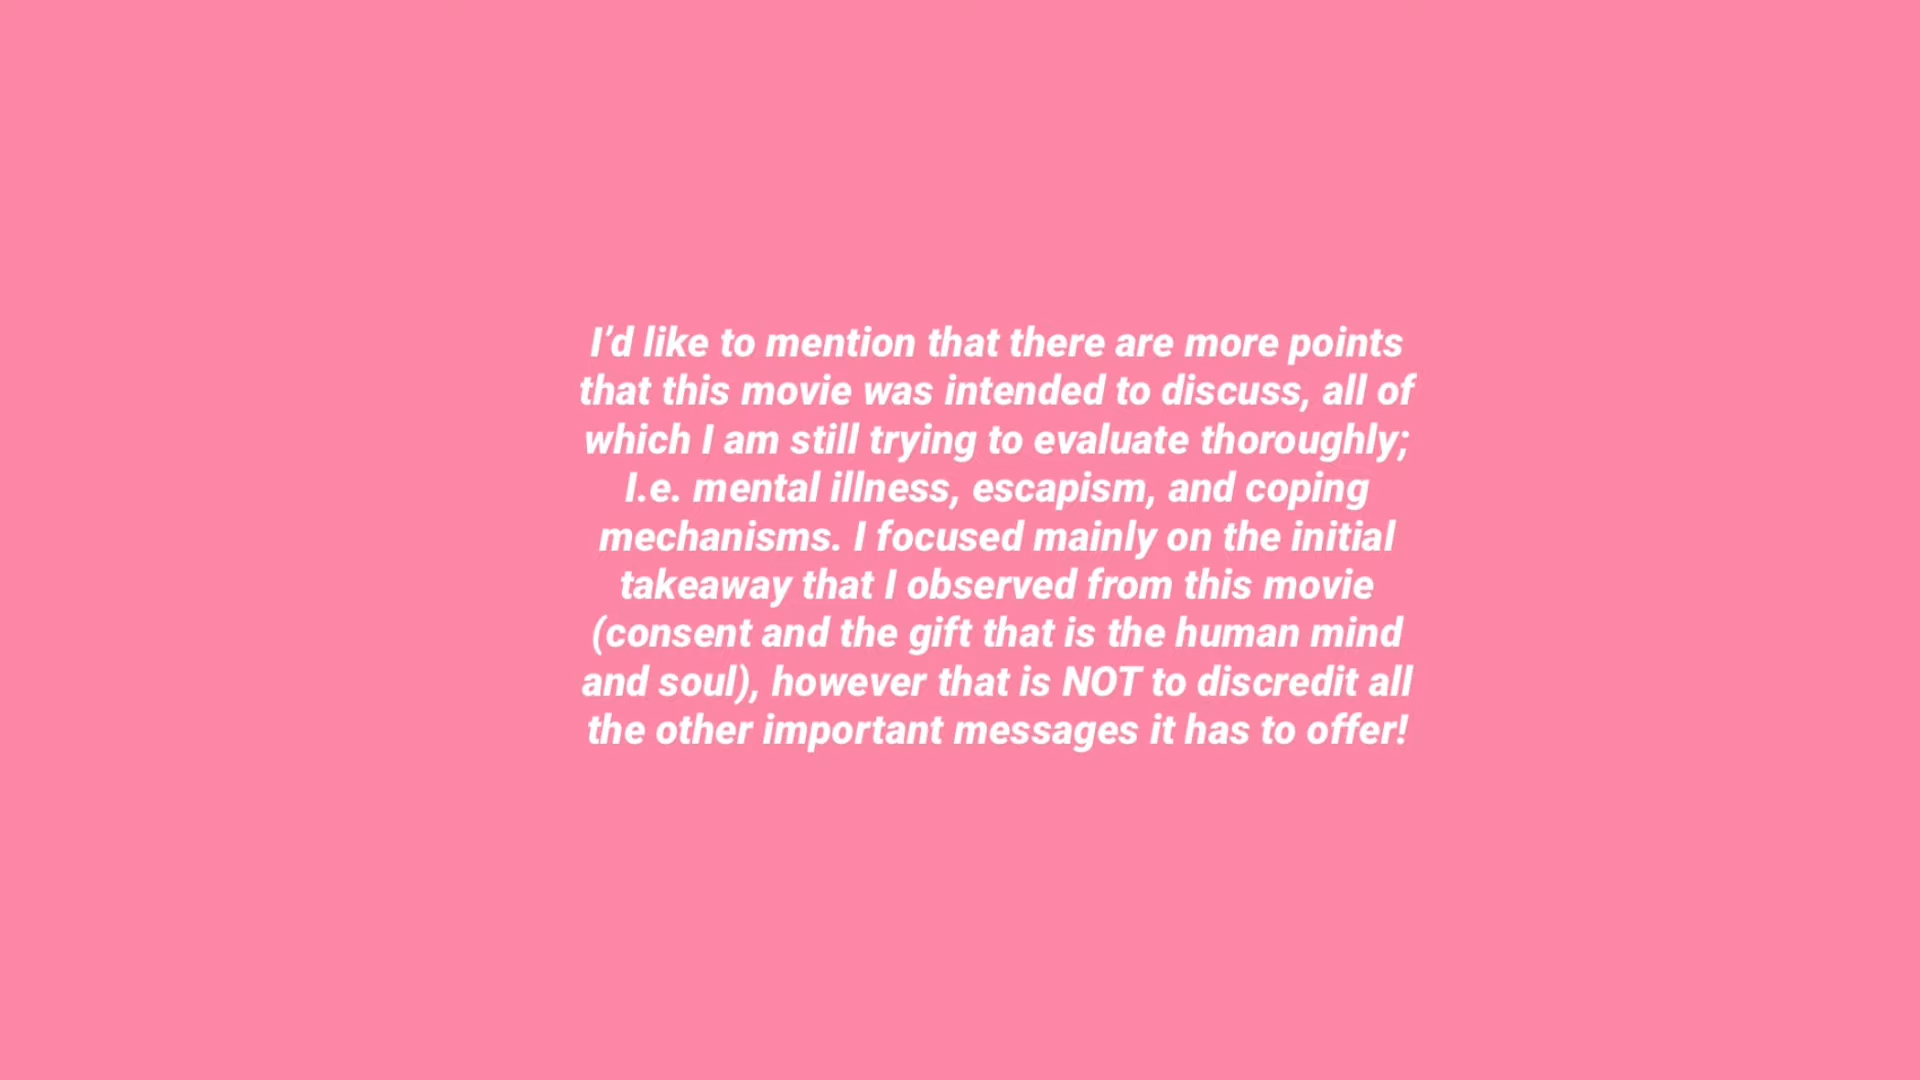 I’d like to mention that there are more points
that this movie was intended to discuss, all of
which I am still trying to evaluate thoroughly;
I.e. mental illness, escapism, and coping
mechanisms. I focused mainly on the initial
takeaway that I observed from this movie
(consent and the gift that is the human mind
and soul), however that is NOT to discredit all
the other important messages it has to offer!